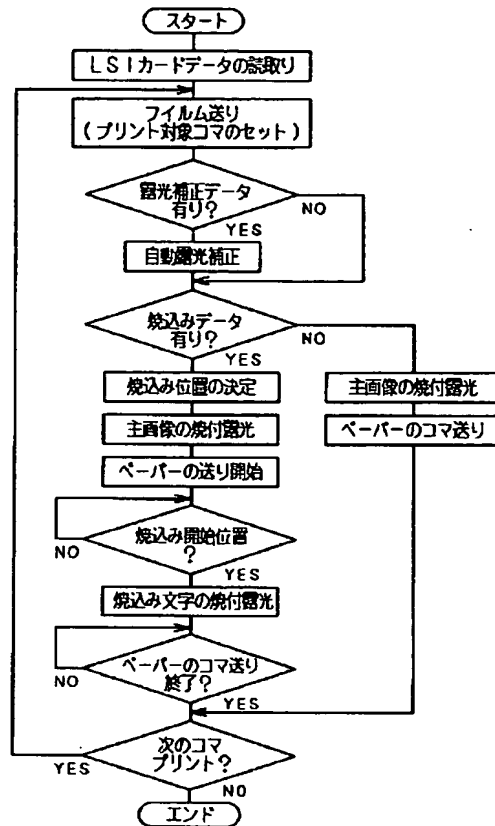 スタート
LSIカードデータの読取り
フイルム送り
(プリント対象コマのセット)
露光補正データ
有り?
NO
YES
自動露光補正
焼込みデータ
有り?
NO
YES
焼込み位置の決定
主画像の焼付露光
主画像の焼付露光
ペーパーのコマ送り
ペーパーの送り開始
焼込み開始位置
?
NO
YES
焼込み文字の焼付露光
ペーパーのコマ送り
終了?
NO
YES
次のコマ
プリント?
YES
NO
エンド